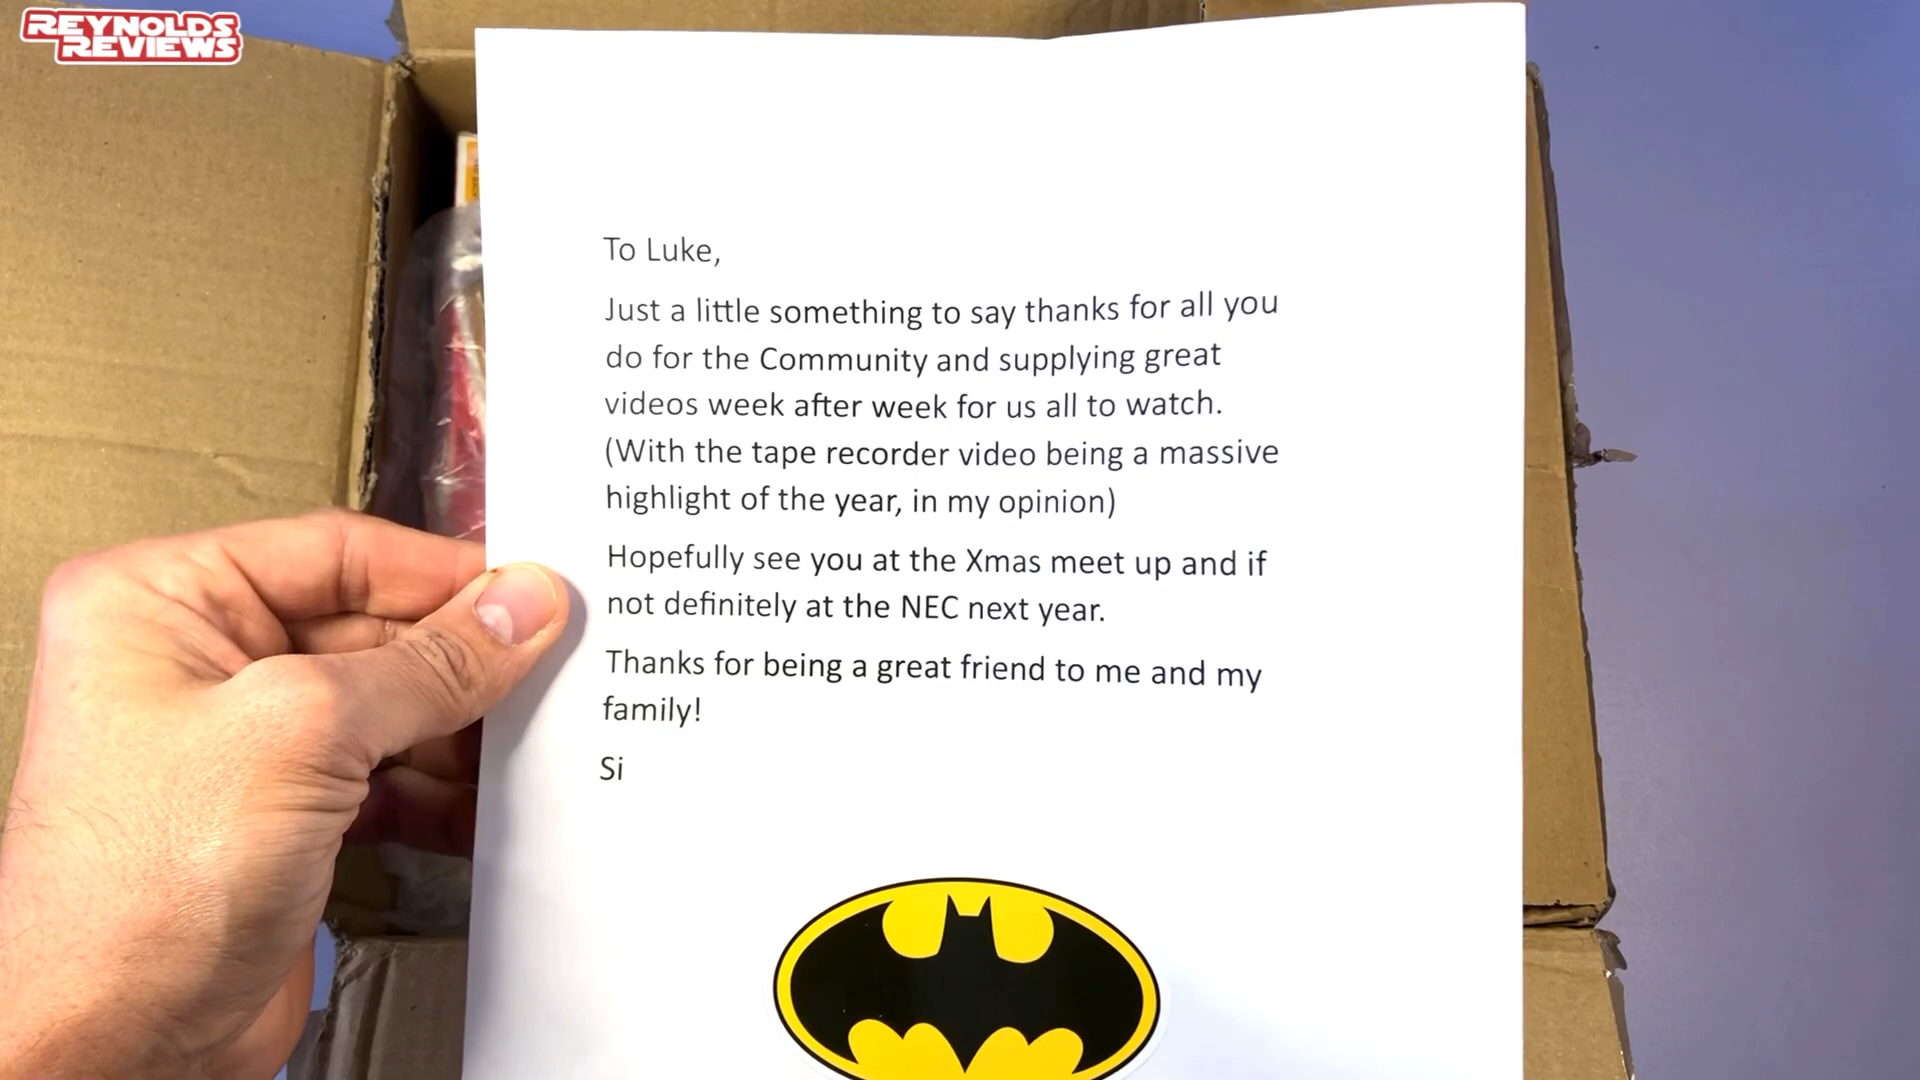 REYNOLDS
REVIEWS
To Luke,
Just a little something to say thanks for all you
do for the Community and supplying great
videos week after week for us all to watch.
(With the tape recorder video being a massive
highlight of the year, in my opinion)
Hopefully see you at the Xmas meet up and if
not definitely at the NEC next year.
Thanks for being a great friend to me and my
family!
Si